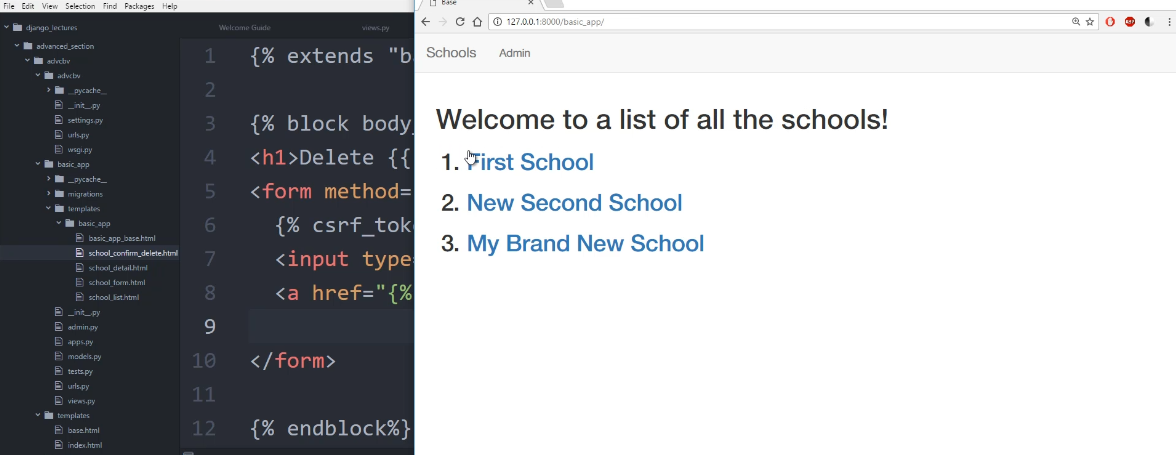 File Edit View Selection Find Packages Help
django_lectures
advanced_section
advcbv
advcbv
__pycache__
__init__.py
settings.py
urls.py
wsgi.py
basic_app
__pycache__
migrations
templates
basic_app
basic_app_base.html
school_confirm_delete.html
school_detail.html
school_form.html
school_list.html
__init__.py
admin.py
apps.py
models.py
tests.py
urls.py
views.py
templates
base.html
index.html
Welcome Guide views.py
1 {% extends "b
2
3 {% block body_
4 <h1>Delete {{
5 <form method=
6 {% csrf_tok
7 <input type
8 <a href="{%
9
10 </form>
11
12 {% endblock%}
Base
127.0.0.1:8000/basic_app/
Schools Admin
Welcome to a list of all the schools!
1. First School
2. New Second School
3. My Brand New School